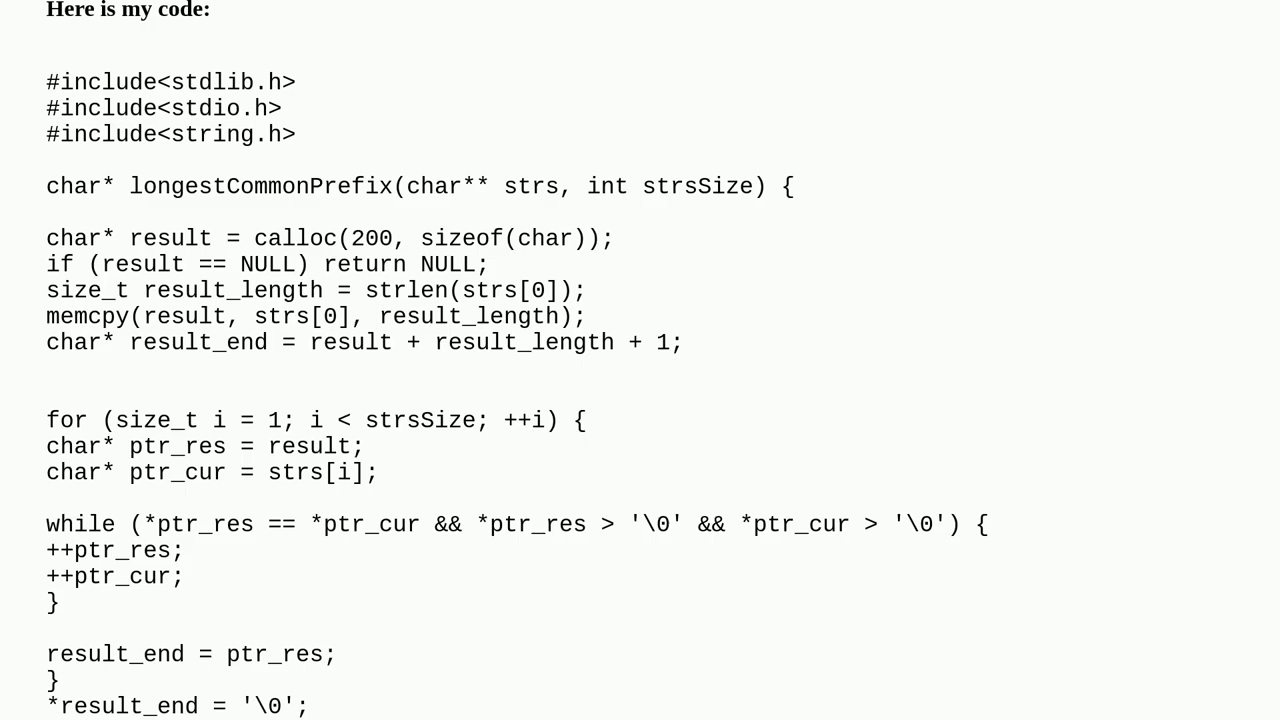 Here is my code:
#include<stdlib.h>
#include<stdio.h>
#include<string.h>
char* longestCommonPrefix(char** strs, int strsSize) {
char* result = calloc(200, sizeof(char));
if (result == NULL) return NULL;
size_t result_length = strlen(strs[0]);
memcpy(result, strs[0], result_length);
char* result_end = result + result_length + 1;
for (size_t i = 1; i < strsSize; ++i) {
char* ptr_res = result;
char* ptr_cur = strs[i];
while (*ptr_res == *ptr_cur && *ptr_res > '\0' && *ptr_cur > '\0') {
++ptr_res;
++ptr_cur;
}
result_end = ptr_res;
}
*result_end = '\0';